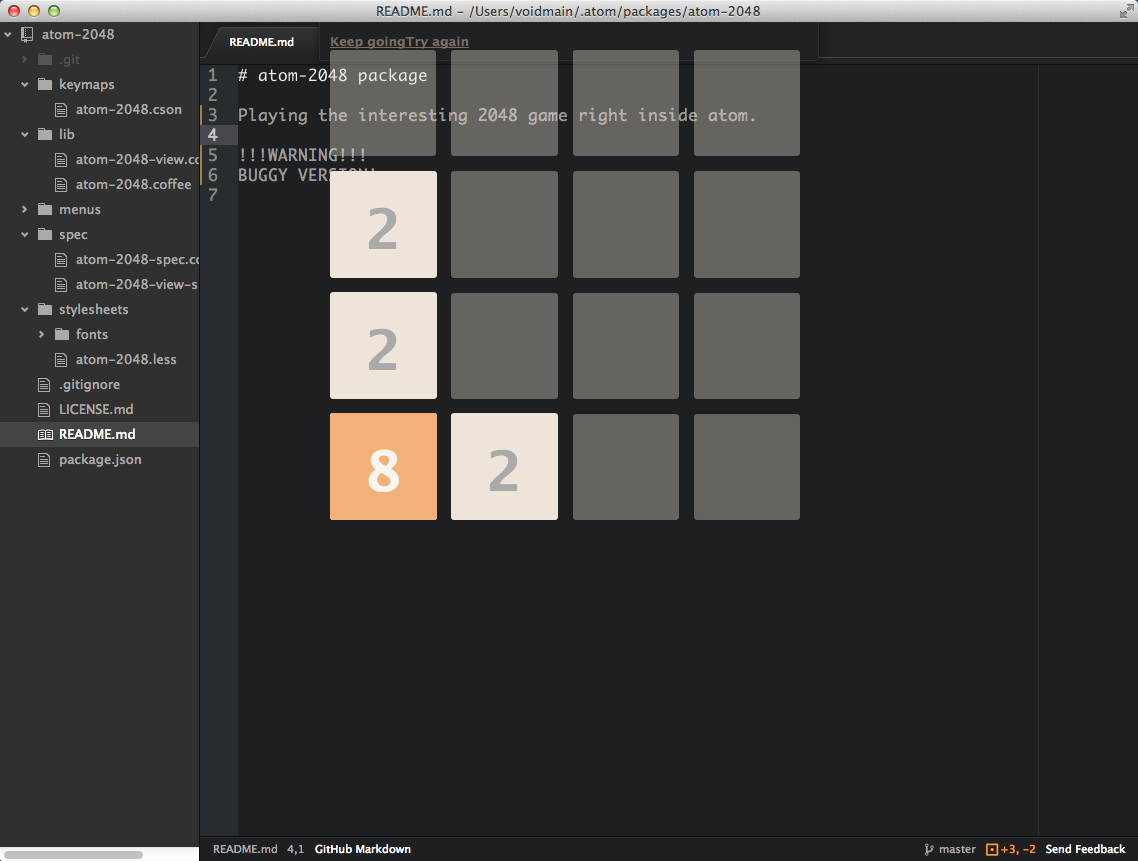 README.md - /Users/voidmain/.atom/packages/atom-2048
atom-2048
.git
keymaps
atom-2048.cson
lib
atom-2048-view.co
atom-2048.coffee
menus
spec
atom-2048-spec.co
atom-2048-view-s
stylesheets
fonts
atom-2048.less
.gitignore
LICENSE.md
README.md
package.json
README.md
Keep goingTry again
1 # atom-2048 package
2
3 Playing the interesting 2048 game right inside atom.
4
5 !!!WARNING!!!
6 BUGGY VERSION!
7
2
2
8 2
README.md 4,1 GitHub Markdown
master +3, -2 Send Feedback